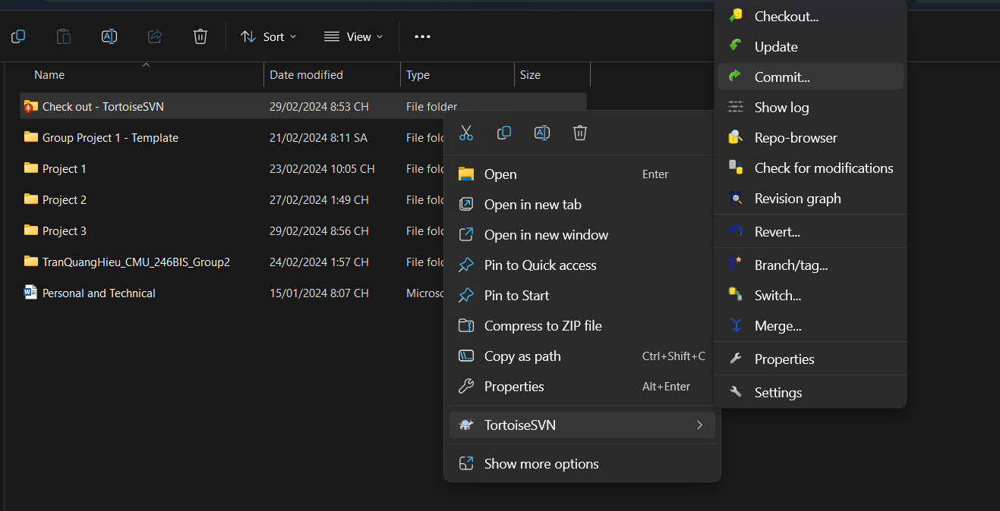 Sort
View
Name
Date modified
Type
Size
Check out - TortoiseSVN
29/02/2024 8:53 CH
File folder
Group Project 1 - Template
21/02/2024 8:11 SA
File fold
Project 1
23/02/2024 10:05 CH
File fold
Project 2
27/02/2024 1:49 CH
File fold
Project 3
29/02/2024 8:56 CH
File fold
TranQuangHieu_CMU_246BIS_Group2
24/02/2024 1:57 CH
File fold
Personal and Technical
15/01/2024 8:07 CH
Microso
Open
Enter
Open in new tab
Open in new window
Pin to Quick access
Pin to Start
Compress to ZIP file
Copy as path
Ctrl+Shift+C
Properties
Alt+Enter
TortoiseSVN
Show more options
Checkout...
Update
Commit...
Show log
Repo-browser
Check for modifications
Revision graph
Revert...
Branch/tag...
Switch...
Merge...
Properties
Settings